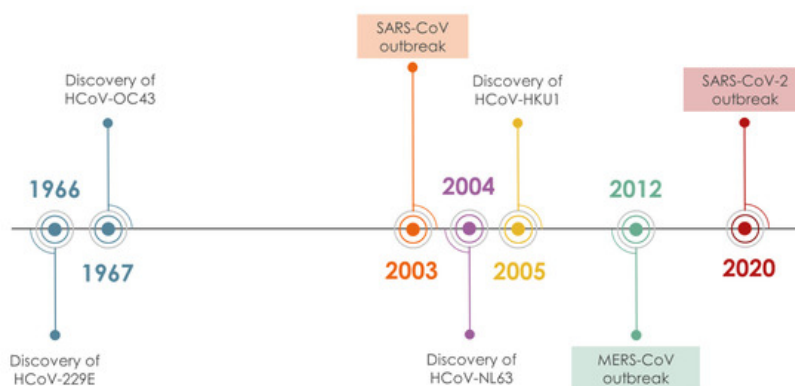 SARS-CoV
outbreak
Discovery of
HCoV-OC43
Discovery of
HCoV-HKU1
SARS-CoV-2
outbreak
1966
2004
2012
1967
2003
2005
2020
Discovery of
HCoV-229E
Discovery of
HCoV-NL63
MERS-CoV
outbreak